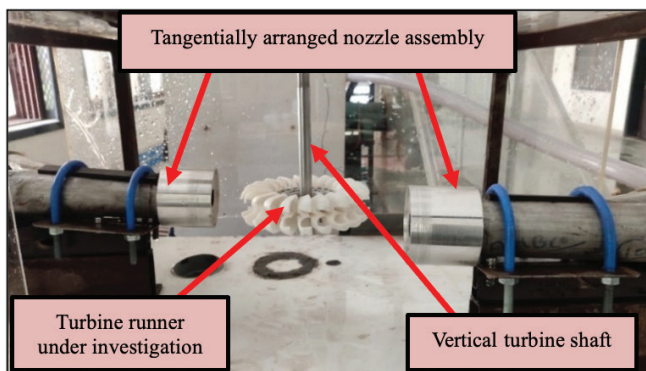 Tangentially arranged nozzle assembly
Turbine runner
under investigation
Vertical turbine shaft